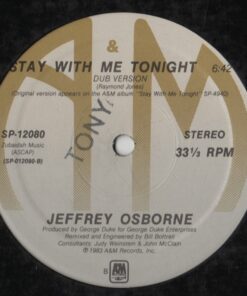 &
STAY WITH ME TONIGHT 6:42
DUB VERSION
(Raymond Jones)
(Original version appears on the A&M album "Stay With Me Tonight" SP-4940)
TONY
SP-12080
Zubaidah Music
(ASCAP)
(SP-012080-B)
STEREO
33⅓ RPM
JEFFREY OSBORNE
Produced by George Duke for George Duke Enterprises
Remixed and Engineered by Bill Bottrell
Consultants: Judy Weinstein & John McClain
℗ 1983 A&M Records, Inc.
B
A&M